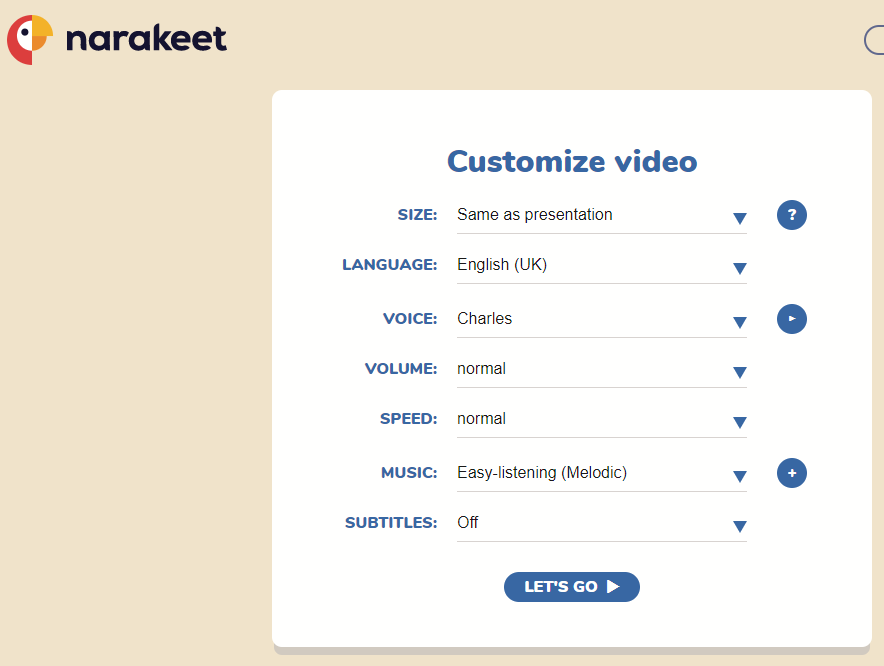 narakeet
Customize video
SIZE: Same as presentation ?
LANGUAGE: English (UK)
VOICE: Charles
VOLUME: normal
SPEED: normal
MUSIC: Easy-listening (Melodic) +
SUBTITLES: Off
LET'S GO